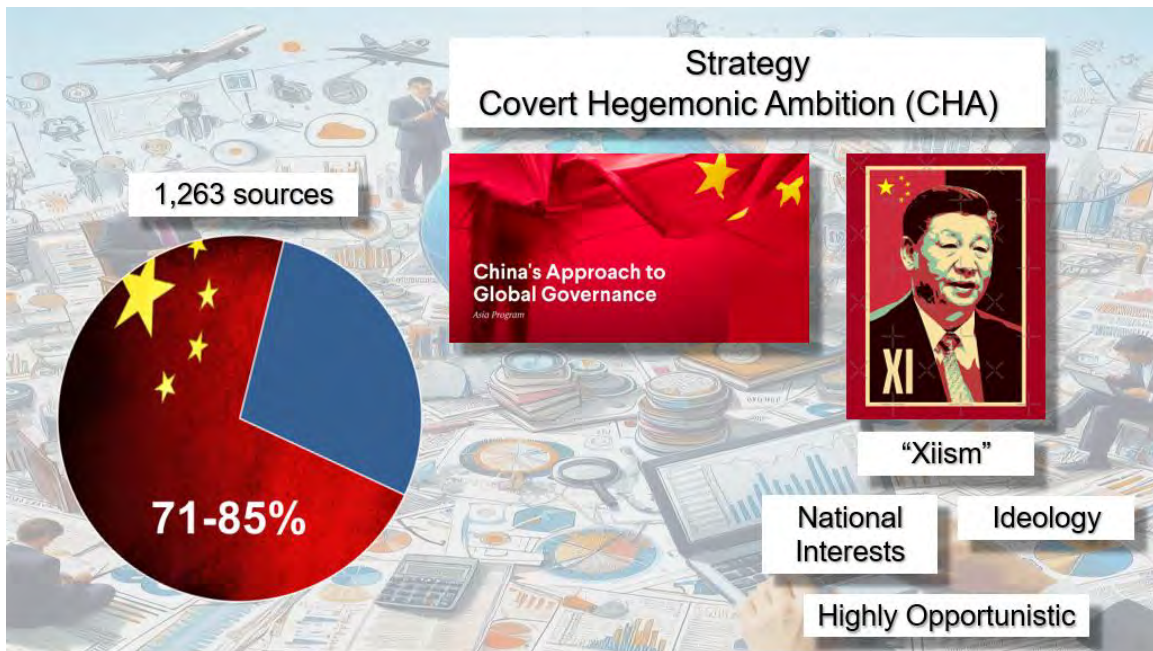 Strategy
Covert Hegemonic Ambition (CHA)
1,263 sources
71-85%
China's Approach to
Global Governance
Asia Program
XI
“Xiism”
National
Interests
Ideology
Highly Opportunistic